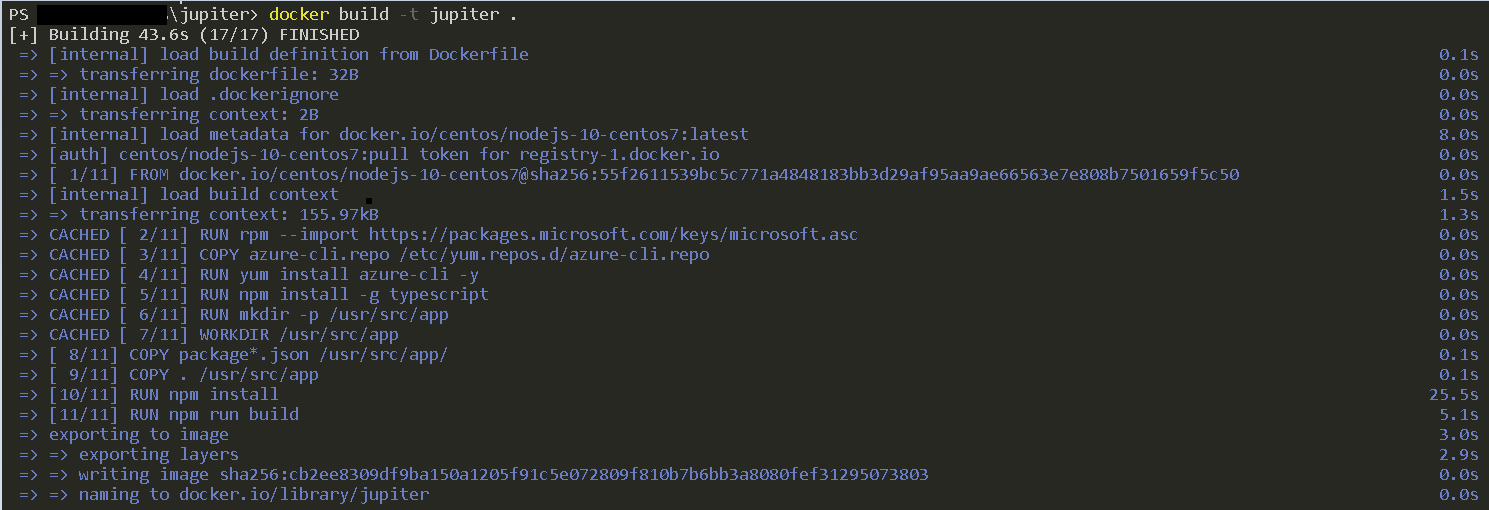 PS \jupiter> docker build -t jupiter .
[+] Building 43.6s (17/17) FINISHED
=> [internal] load build definition from Dockerfile 0.1s
=> => transferring dockerfile: 32B 0.0s
=> [internal] load .dockerignore 0.0s
=> => transferring context: 2B 0.0s
=> [internal] load metadata for docker.io/centos/nodejs-10-centos7:latest 8.0s
=> [auth] centos/nodejs-10-centos7:pull token for registry-1.docker.io 0.0s
=> [ 1/11] FROM docker.io/centos/nodejs-10-centos7@sha256:55f2611539bc5c771a4848183bb3d29af95aa9ae66563e7e808b7501659f5c50 0.0s
=> [internal] load build context 1.5s
=> => transferring context: 155.97kB 1.3s
=> CACHED [ 2/11] RUN rpm --import https://packages.microsoft.com/keys/microsoft.asc 0.0s
=> CACHED [ 3/11] COPY azure-cli.repo /etc/yum.repos.d/azure-cli.repo 0.0s
=> CACHED [ 4/11] RUN yum install azure-cli -y 0.0s
=> CACHED [ 5/11] RUN npm install -g typescript 0.0s
=> CACHED [ 6/11] RUN mkdir -p /usr/src/app 0.0s
=> CACHED [ 7/11] WORKDIR /usr/src/app 0.0s
=> [ 8/11] COPY package*.json /usr/src/app/ 0.1s
=> [ 9/11] COPY . /usr/src/app 0.1s
=> [10/11] RUN npm install 25.5s
=> [11/11] RUN npm run build 5.1s
=> exporting to image 3.0s
=> => exporting layers 2.9s
=> => writing image sha256:cb2ee8309df9ba150a1205f91c5e072809f810b7b6bb3a8080fef31295073803 0.0s
=> => naming to docker.io/library/jupiter 0.0s